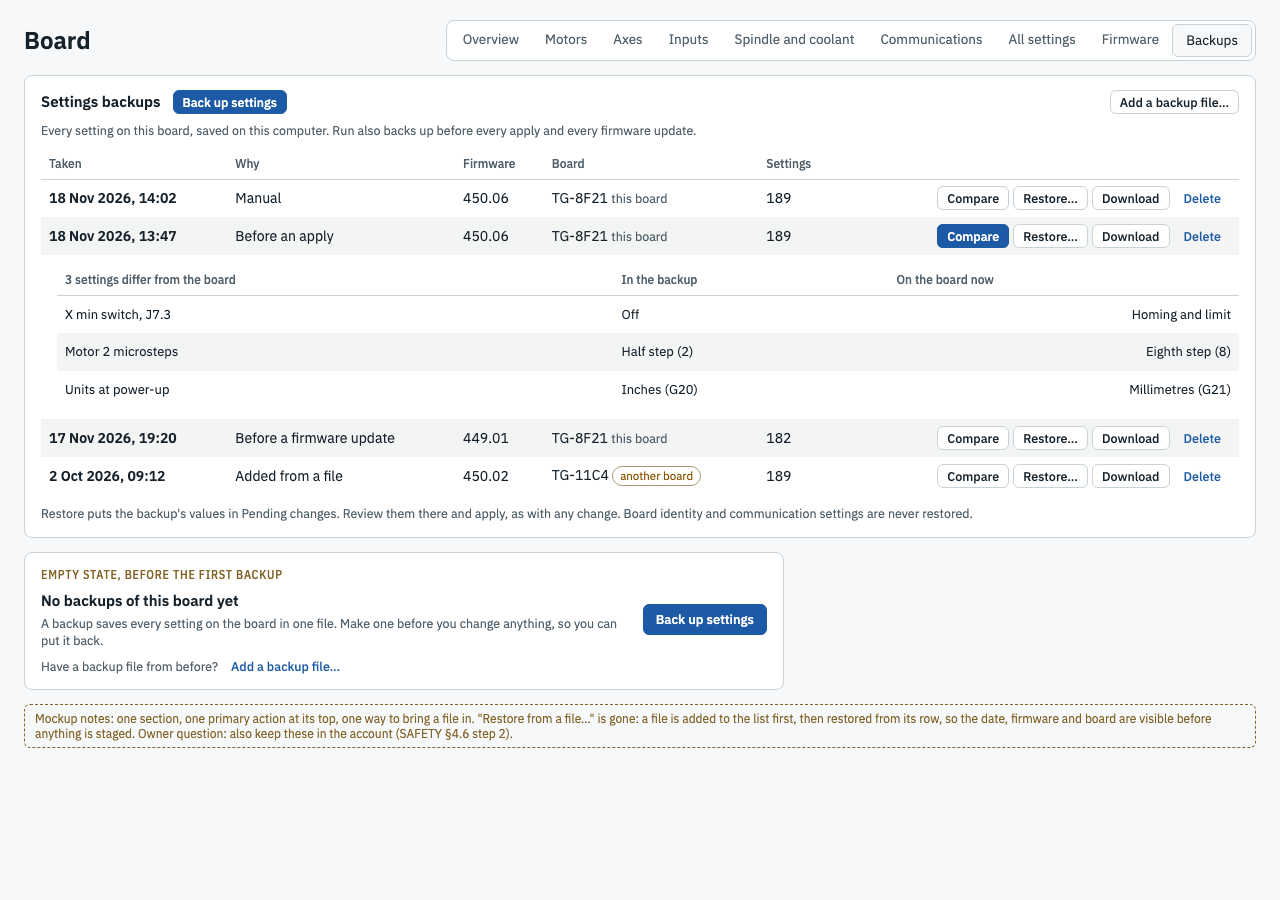 Board
Overview Motors Axes Inputs Spindle and coolant Communications All settings Firmware Backups
Settings backups Back up settings Add a backup file...
Every setting on this board, saved on this computer. Run also backs up before every apply and every firmware update.
Taken Why Firmware Board Settings
18 Nov 2026, 14:02 Manual 450.06 TG-8F21 this board 189 Compare Restore... Download Delete
18 Nov 2026, 13:47 Before an apply 450.06 TG-8F21 this board 189 Compare Restore... Download Delete
3 settings differ from the board In the backup On the board now
X min switch, J7.3 Off Homing and limit
Motor 2 microsteps Half step (2) Eighth step (8)
Units at power-up Inches (G20) Millimetres (G21)
17 Nov 2026, 19:20 Before a firmware update 449.01 TG-8F21 this board 182 Compare Restore... Download Delete
2 Oct 2026, 09:12 Added from a file 450.02 TG-11C4 another board 189 Compare Restore... Download Delete
Restore puts the backup's values in Pending changes. Review them there and apply, as with any change. Board identity and communication settings are never restored.
EMPTY STATE, BEFORE THE FIRST BACKUP
No backups of this board yet
A backup saves every setting on the board in one file. Make one before you change anything, so you can
put it back.
Back up settings
Have a backup file from before? Add a backup file...
Mockup notes: one section, one primary action at its top, one way to bring a file in. "Restore from a file..." is gone: a file is added to the list first, then restored from its row, so the date, firmware and board are visible before
anything is staged. Owner question: also keep these in the account (SAFETY §4.6 step 2).